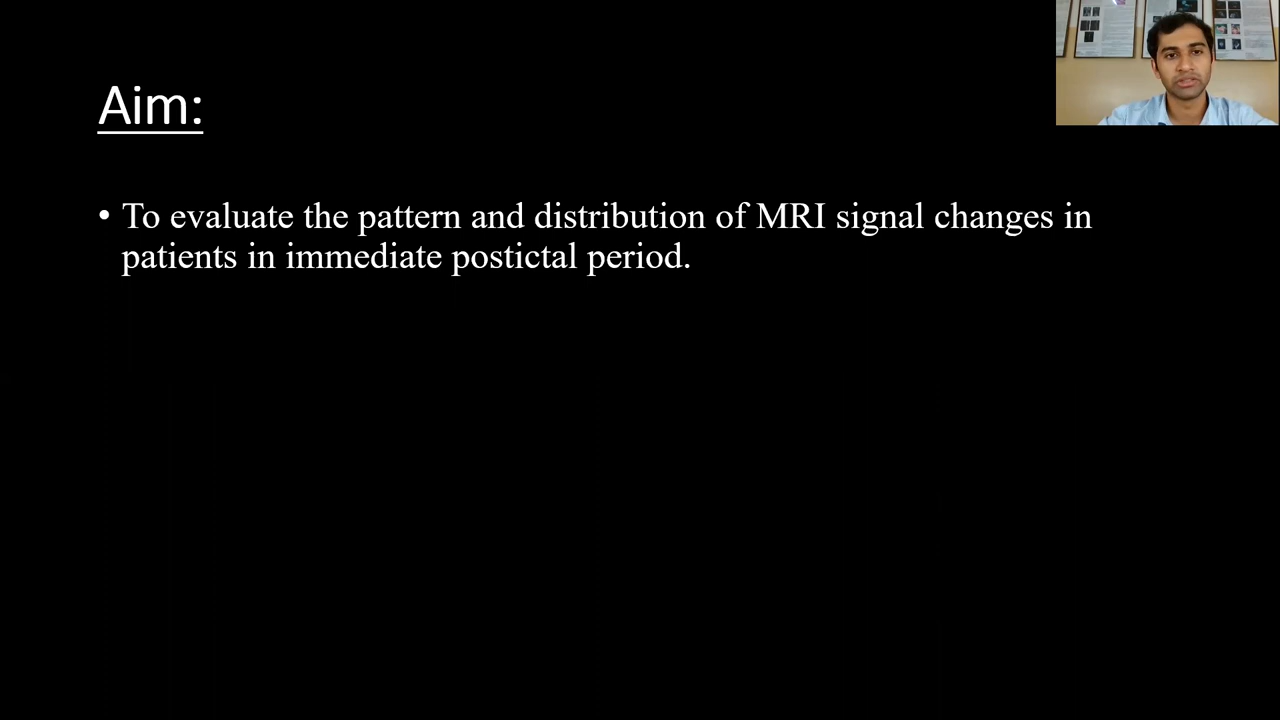 Aim:
• To evaluate the pattern and distribution of MRI signal changes in
patients in immediate postictal period.